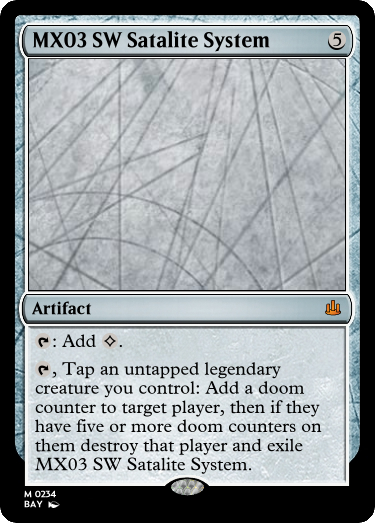 MX03 SW Satalite System 5
Artifact
: Add .
, Tap an untapped legendary
creature you control: Add a doom
counter to target player, then if they
have five or more doom counters on
them destroy that player and exile
MX03 SW Satalite System.
M 0234
BAY